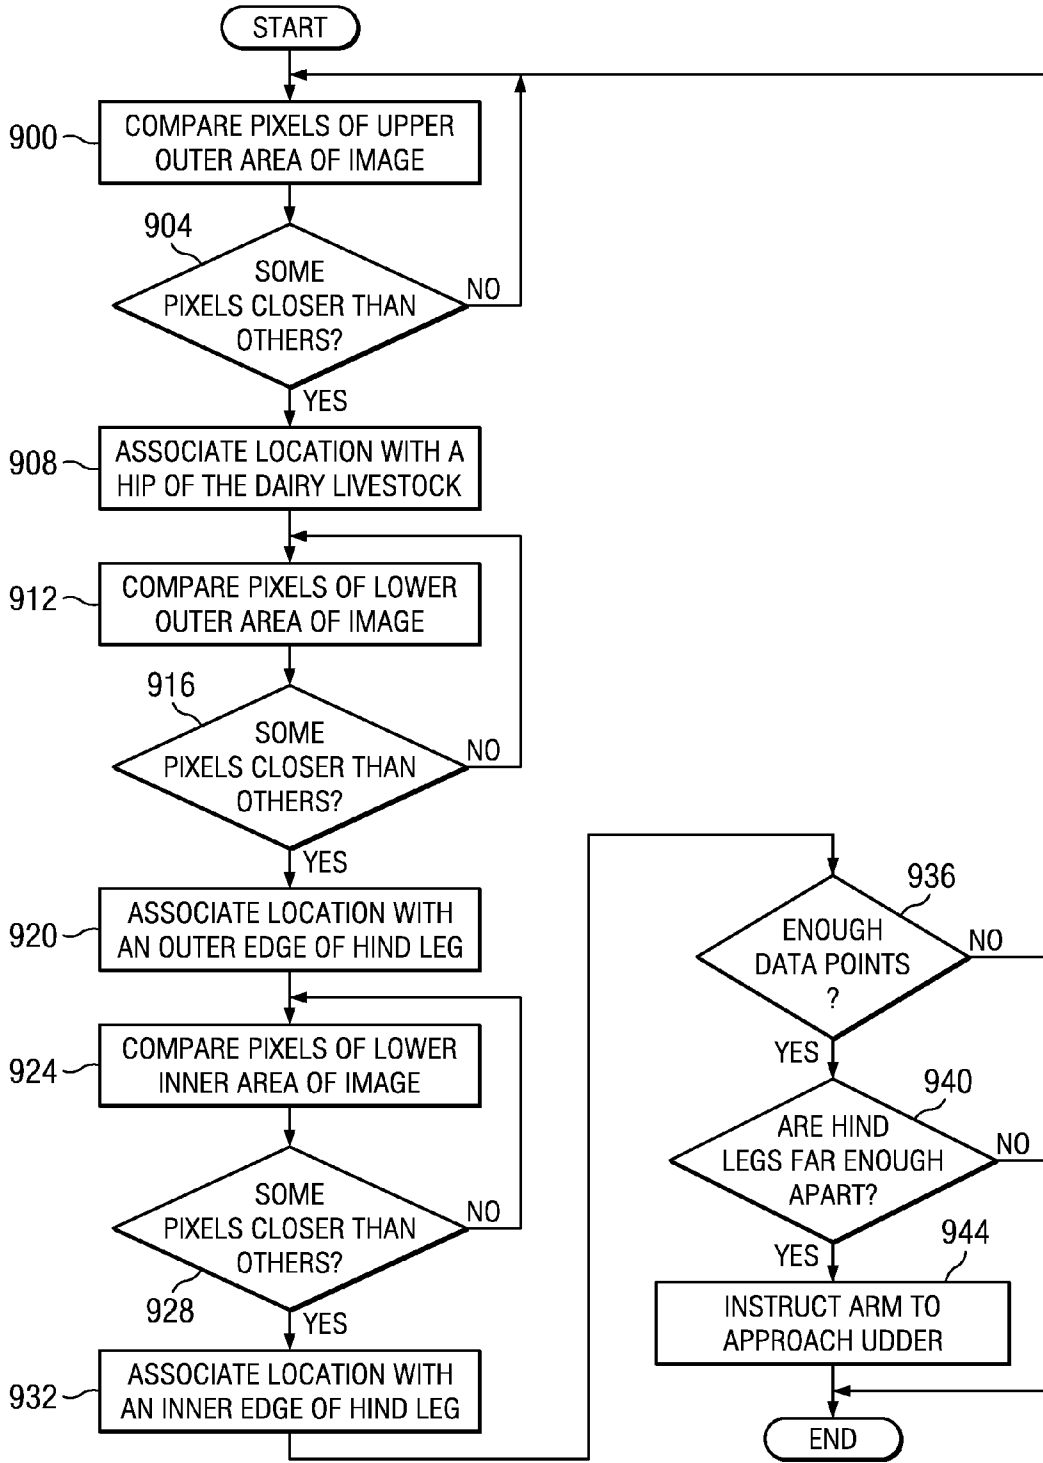 START
900
COMPARE PIXELS OF UPPER
OUTER AREA OF IMAGE
904
SOME
PIXELS CLOSER THAN
OTHERS?
NO
YES
908
ASSOCIATE LOCATION WITH A
HIP OF THE DAIRY LIVESTOCK
912
COMPARE PIXELS OF LOWER
OUTER AREA OF IMAGE
916
SOME
PIXELS CLOSER THAN
OTHERS?
NO
YES
920
ASSOCIATE LOCATION WITH
AN OUTER EDGE OF HIND LEG
924
COMPARE PIXELS OF LOWER
INNER AREA OF IMAGE
SOME
PIXELS CLOSER THAN
OTHERS?
NO
928
YES
932
ASSOCIATE LOCATION WITH
AN INNER EDGE OF HIND LEG
936
ENOUGH
DATA POINTS
?
NO
YES
940
ARE HIND
LEGS FAR ENOUGH
APART?
NO
YES
944
INSTRUCT ARM TO
APPROACH UDDER
END